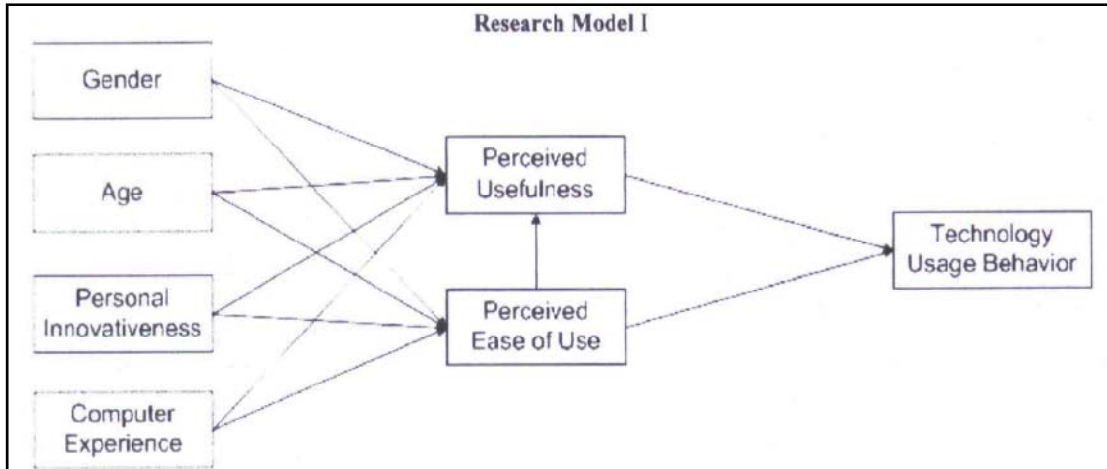 Research Model I
Gender
Age
Personal
Innovativeness
Computer
Experience
Perceived
Usefulness
Perceived
Ease of Use
Technology
Usage Behavior